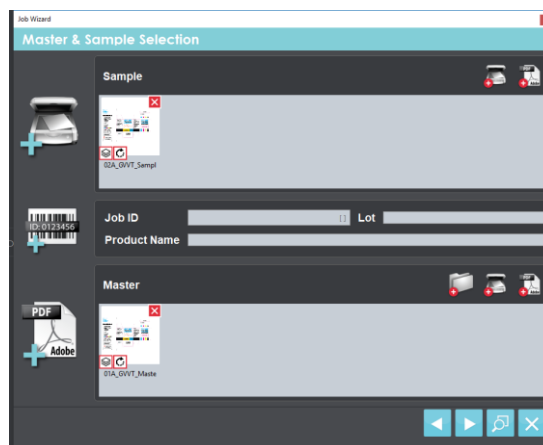 Job Wizard
Master & Sample Selection
Sample
02A_GVVT_Sampl
ID: 0123456
Job ID
Lot
Product Name
Master
PDF
Adobe
01A_GVVT_Maste